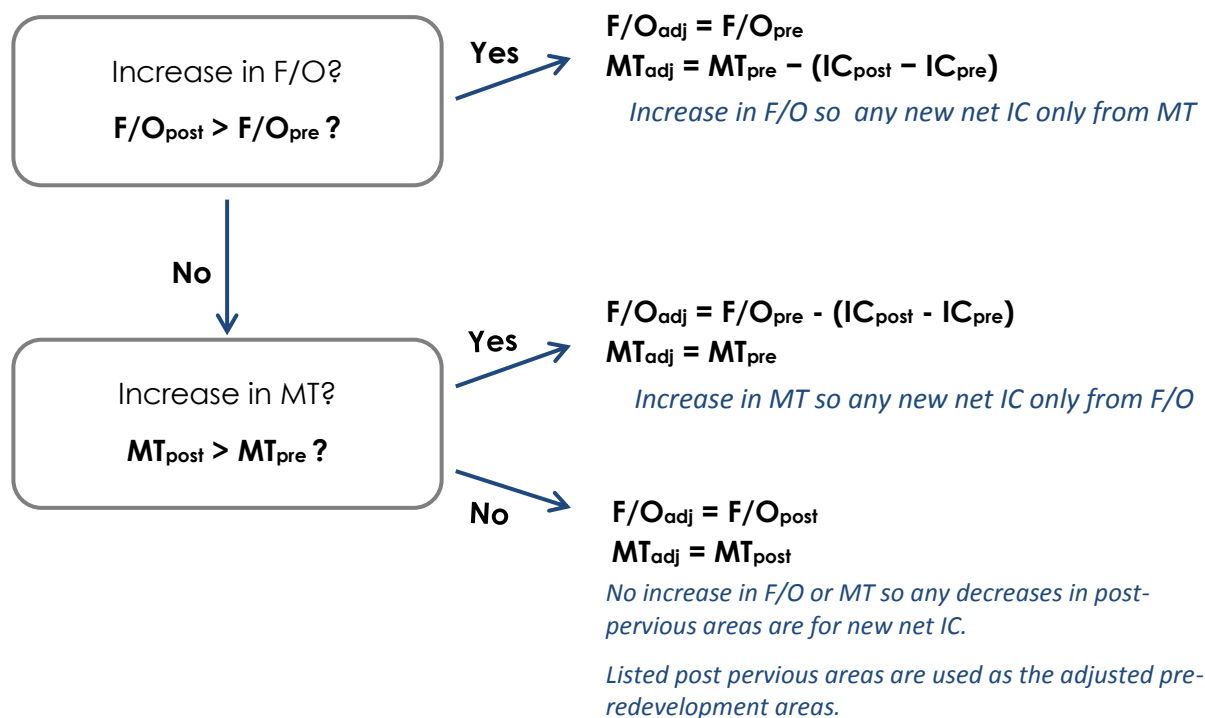 Increase in F/O?
F/Opost > F/Opre ?
Yes
F/Oadj = F/Opre
MTadj = MTpre – (ICpost – ICpre)
Increase in F/O so any new net IC only from MT
No
Increase in MT?
MTpost > MTpre ?
Yes
F/Oadj = F/Opre - (ICpost - ICpre)
MTadj = MTpre
Increase in MT so any new net IC only from F/O
No
F/Oadj = F/Opost
MTadj = MTpost
No increase in F/O or MT so any decreases in post-
pervious areas are for new net IC.
Listed post pervious areas are used as the adjusted pre-
redevelopment areas.